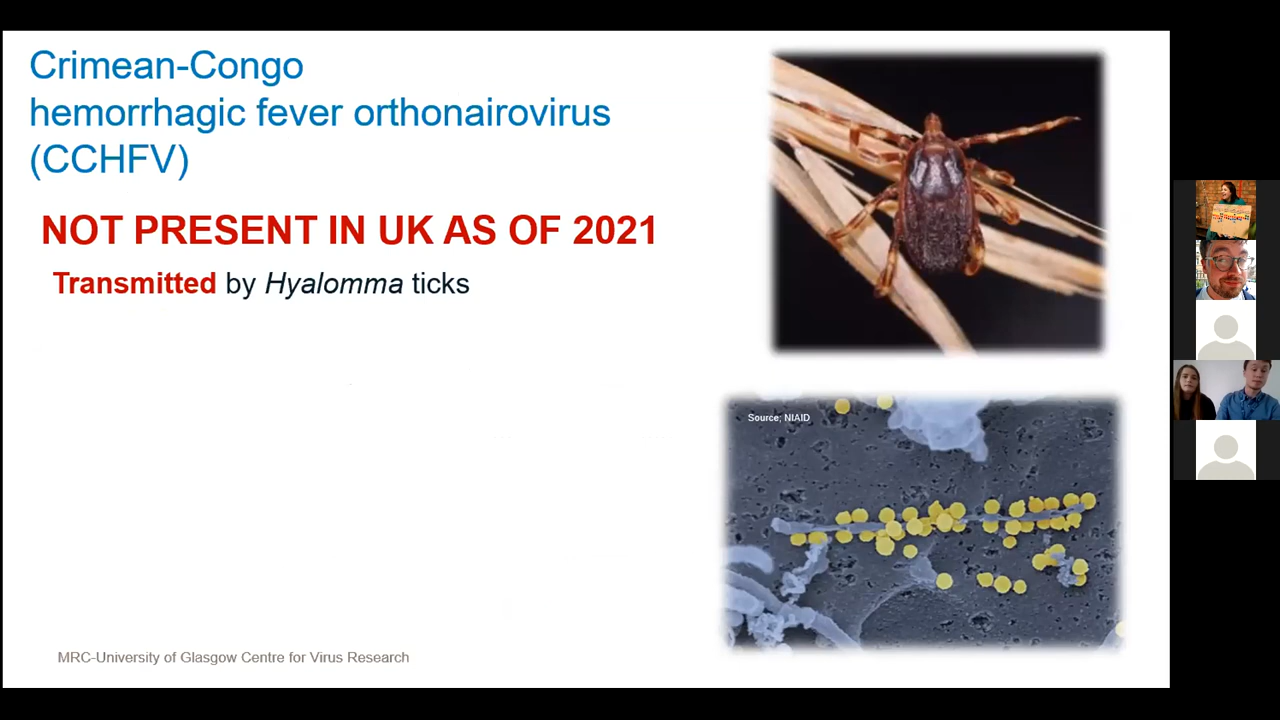 Crimean-Congo
hemorrhagic fever orthonairovirus
(CCHFV)
NOT PRESENT IN UK AS OF 2021
Transmitted by Hyalomma ticks
Source; NIAID
MRC-University of Glasgow Centre for Virus Research